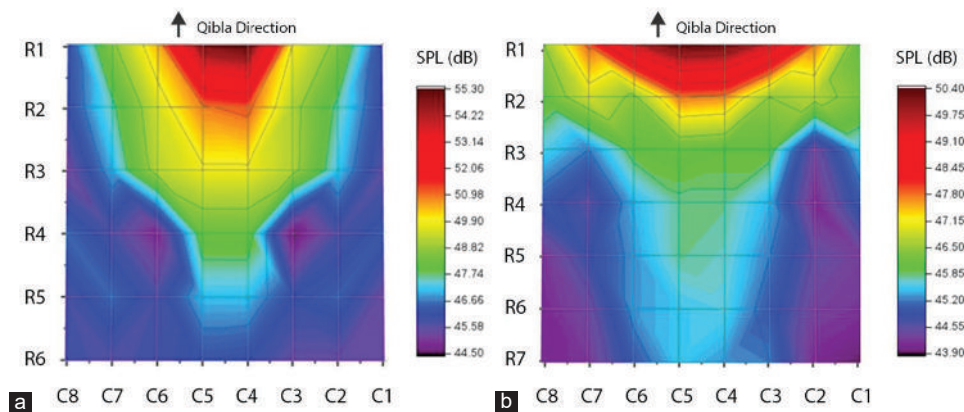 Qibla Direction
R1
R2
R3
R4
R5
R6
C8 C7 C6 C5 C4 C3 C2 C1
SPL (dB)
55.30
54.22
53.14
52.06
50.98
49.90
48.82
47.74
46.66
45.58
44.50
a
Qibla Direction
R1
R2
R3
R4
R5
R6
R7
C8 C7 C6 C5 C4 C3 C2 C1
SPL (dB)
50.40
49.75
49.10
48.45
47.80
47.15
46.50
45.85
45.20
44.55
43.90
b